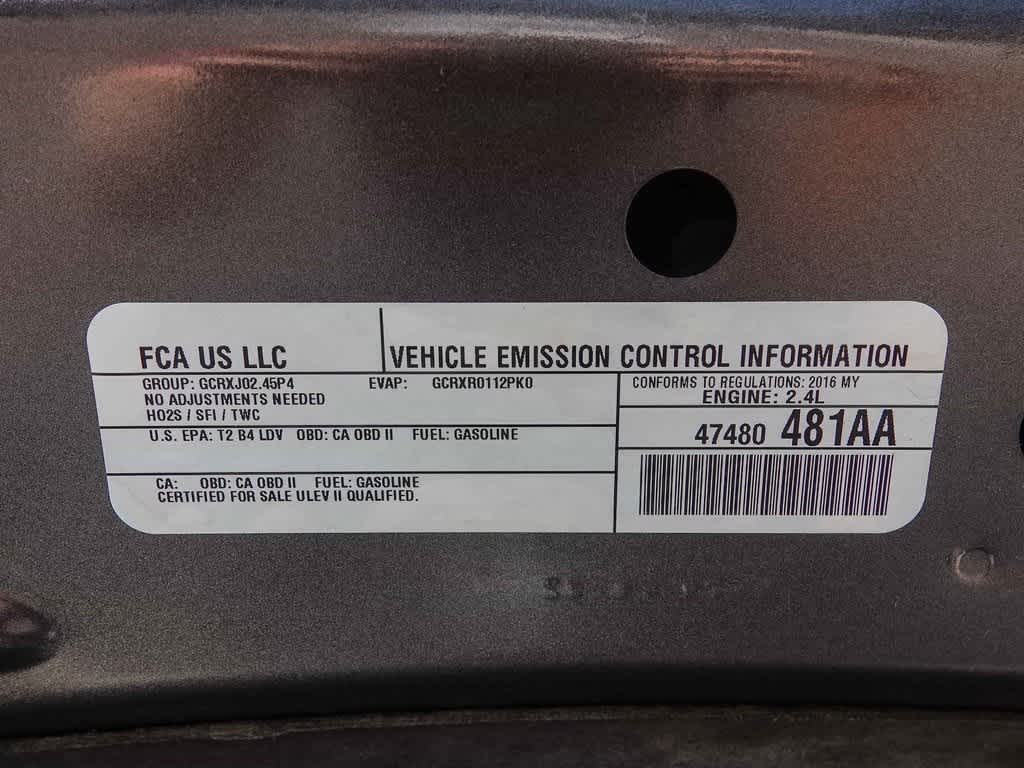 FCA US LLC
VEHICLE EMISSION CONTROL INFORMATION
GROUP: GCRXJ02.45P4 EVAP: GCRXR0112PK0
NO ADJUSTMENTS NEEDED
HO2S / SFI / TWC
CONFORMS TO REGULATIONS: 2016 MY
ENGINE: 2.4L
U.S. EPA: T2 B4 LDV OBD: CA OBD II FUEL: GASOLINE
47480 481AA
CA: OBD: CA OBD II FUEL: GASOLINE
CERTIFIED FOR SALE ULEV II QUALIFIED.